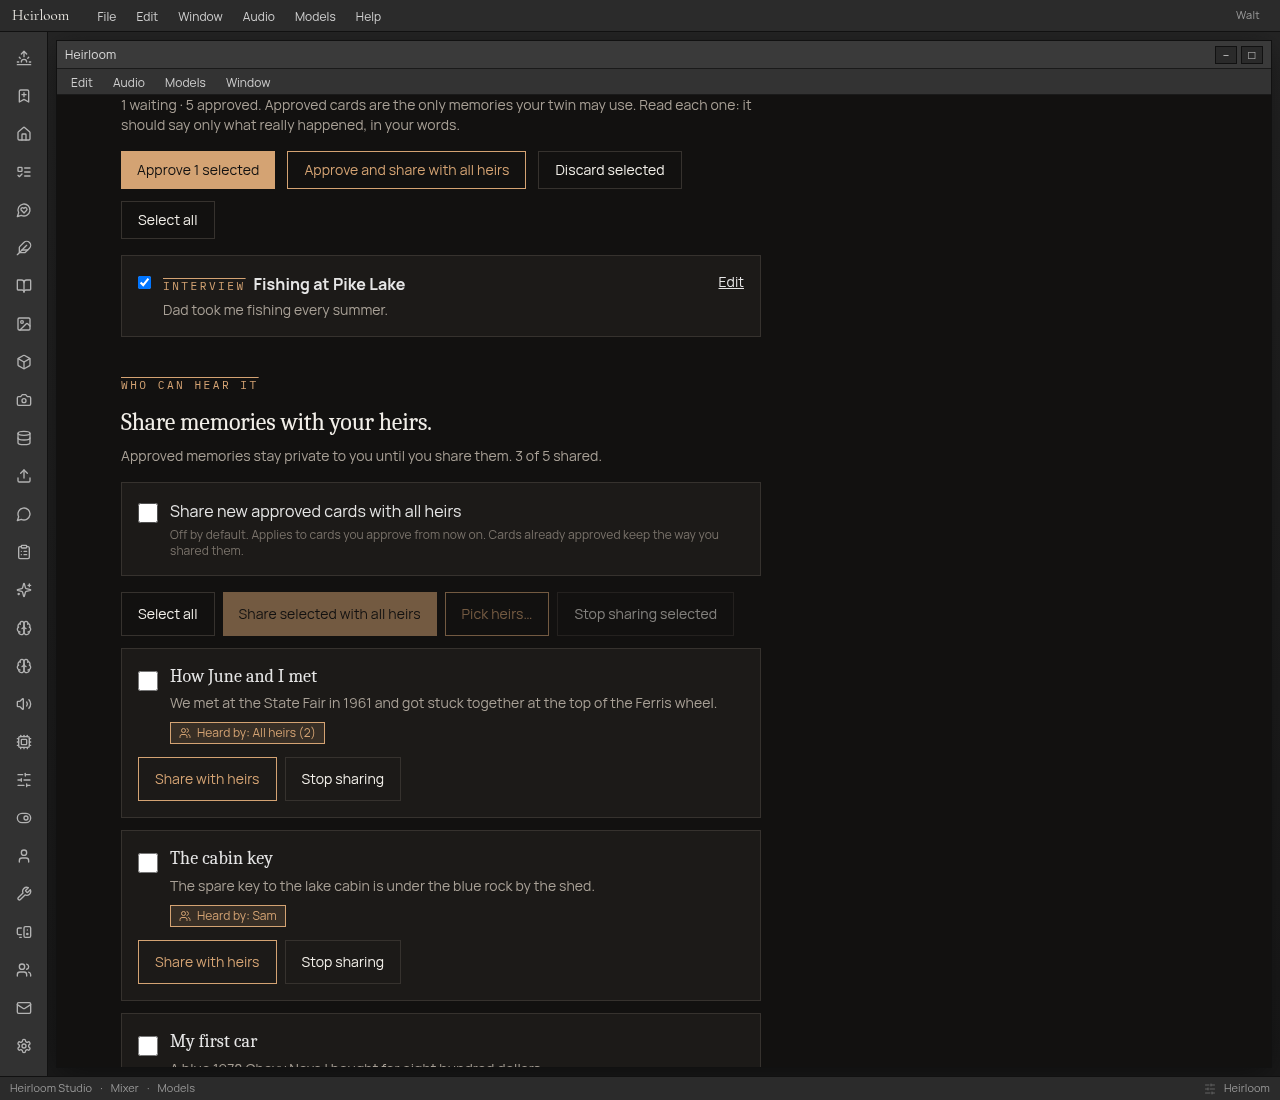 Heirloom File Edit Window Audio Models Help Walt
Heirloom
Edit Audio Models Window
1 waiting · 5 approved. Approved cards are the only memories your twin may use. Read each one: it
should say only what really happened, in your words.
Approve 1 selected Approve and share with all heirs Discard selected
Select all
INTERVIEW Fishing at Pike Lake Edit
Dad took me fishing every summer.
WHO CAN HEAR IT
Share memories with your heirs.
Approved memories stay private to you until you share them. 3 of 5 shared.
Share new approved cards with all heirs
Off by default. Applies to cards you approve from now on. Cards already approved keep the way you
shared them.
Select all Share selected with all heirs Pick heirs... Stop sharing selected
How June and I met
We met at the State Fair in 1961 and got stuck together at the top of the Ferris wheel.
Heard by: All heirs (2)
Share with heirs Stop sharing
The cabin key
The spare key to the lake cabin is under the blue rock by the shed.
Heard by: Sam
Share with heirs Stop sharing
My first car
Heirloom Studio · Mixer · Models Heirloom